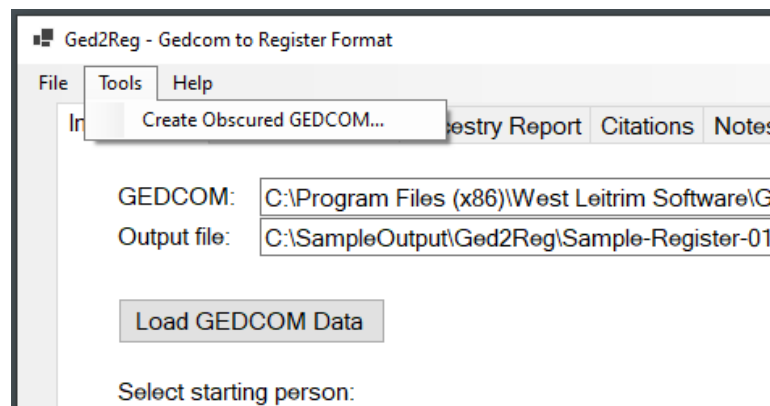 Ged2Reg - Gedcom to Register Format
File Tools Help
Create Obscured GEDCOM...
Report Citations
GEDCOM: C:\Program Files (x86)\West Leitrim Software\G
Output file: C:\SampleOutput\Ged2Reg\Sample-Register-01
Load GEDCOM Data
Select starting person: